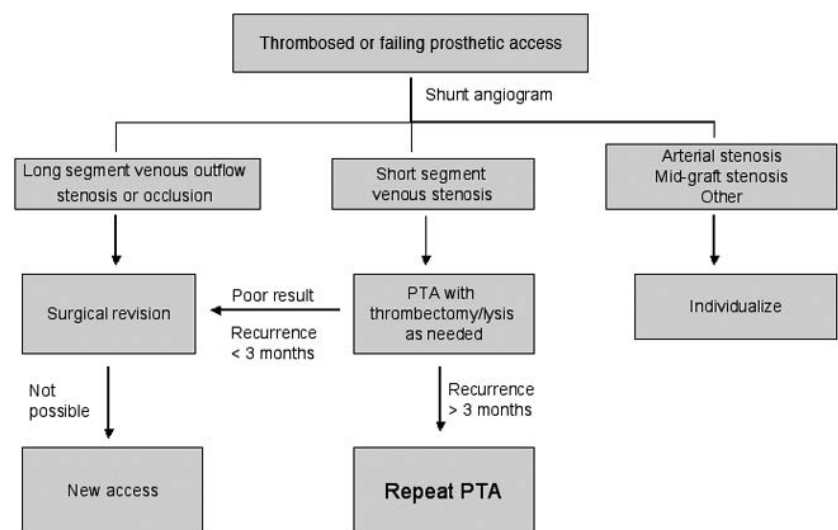 Thrombosed or failing prosthetic access
Shunt angiogram
Long segment venous outflow
stenosis or occlusion
Short segment
venous stenosis
Arterial stenosis
Mid-graft stenosis
Other
Surgical revision
Poor result
Recurrence
< 3 months
PTA with
thrombectomy/lysis
as needed
Individualize
Not
possible
Recurrence
> 3 months
New access
Repeat PTA